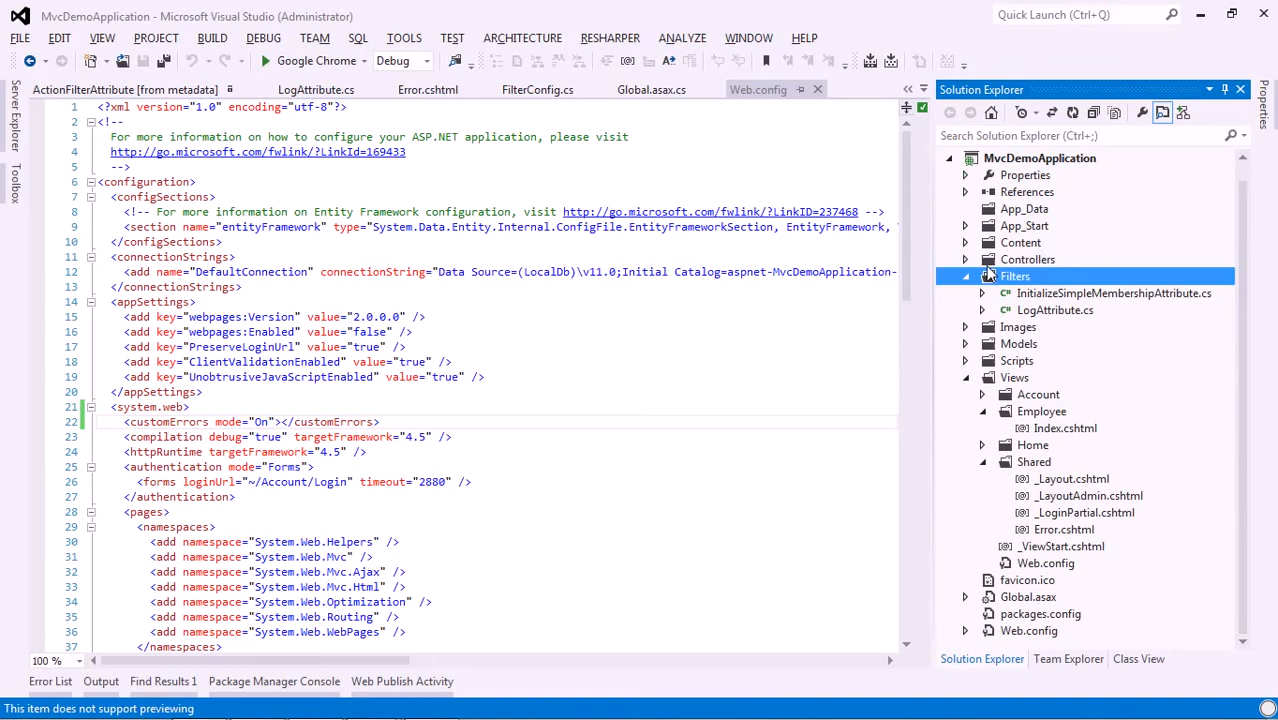 MvcDemoApplication - Microsoft Visual Studio (Administrator)
Quick Launch (Ctrl+Q)
FILE EDIT VIEW PROJECT BUILD DEBUG TEAM SQL TOOLS TEST ARCHITECTURE RESHARPER ANALYZE WINDOW HELP
Google Chrome Debug
Server Explorer
Toolbox
ActionFilterAttribute [from metadata] LogAttribute.cs Error.cshtml FilterConfig.cs Global.asax.cs Web.config
1 <?xml version="1.0" encoding="utf-8"?>
2 <!--
3 For more information on how to configure your ASP.NET application, please visit
4 http://go.microsoft.com/fwlink/?LinkId=169433
5 -->
6 <configuration>
7 <configSections>
8 <!-- For more information on Entity Framework configuration, visit http://go.microsoft.com/fwlink/?LinkID=237468 -->
9 <section name="entityFramework" type="System.Data.Entity.Internal.ConfigFile.EntityFrameworkSection, EntityFramework,
10 </configSections>
11 <connectionStrings>
12 <add name="DefaultConnection" connectionString="Data Source=(LocalDb)\v11.0;Initial Catalog=aspnet-MvcDemoApplication-
13 </connectionStrings>
14 <appSettings>
15 <add key="webpages:Version" value="2.0.0.0" />
16 <add key="webpages:Enabled" value="false" />
17 <add key="PreserveLoginUrl" value="true" />
18 <add key="ClientValidationEnabled" value="true" />
19 <add key="UnobtrusiveJavaScriptEnabled" value="true" />
20 </appSettings>
21 <system.web>
22 <customErrors mode="On"></customErrors>
23 <compilation debug="true" targetFramework="4.5" />
24 <httpRuntime targetFramework="4.5" />
25 <authentication mode="Forms">
26 <forms loginUrl="~/Account/Login" timeout="2880" />
27 </authentication>
28 <pages>
29 <namespaces>
30 <add namespace="System.Web.Helpers" />
31 <add namespace="System.Web.Mvc" />
32 <add namespace="System.Web.Mvc.Ajax" />
33 <add namespace="System.Web.Mvc.Html" />
34 <add namespace="System.Web.Optimization" />
35 <add namespace="System.Web.Routing" />
36 <add namespace="System.Web.WebPages" />
37 </namespaces>
100 %
Solution Explorer
Search Solution Explorer (Ctrl+;)
MvcDemoApplication
Properties
References
App_Data
App_Start
Content
Controllers
Filters
C# InitializeSimpleMembershipAttribute.cs
C# LogAttribute.cs
Images
Models
Scripts
Views
Account
Employee
[@] Index.cshtml
Home
Shared
[@] _Layout.cshtml
[@] _LayoutAdmin.cshtml
[@] _LoginPartial.cshtml
[@] Error.cshtml
[@] _ViewStart.cshtml
Web.config
favicon.ico
Global.asax
packages.config
Web.config
Solution Explorer Team Explorer Class View
Properties
Error List Output Find Results 1 Package Manager Console Web Publish Activity
This item does not support previewing